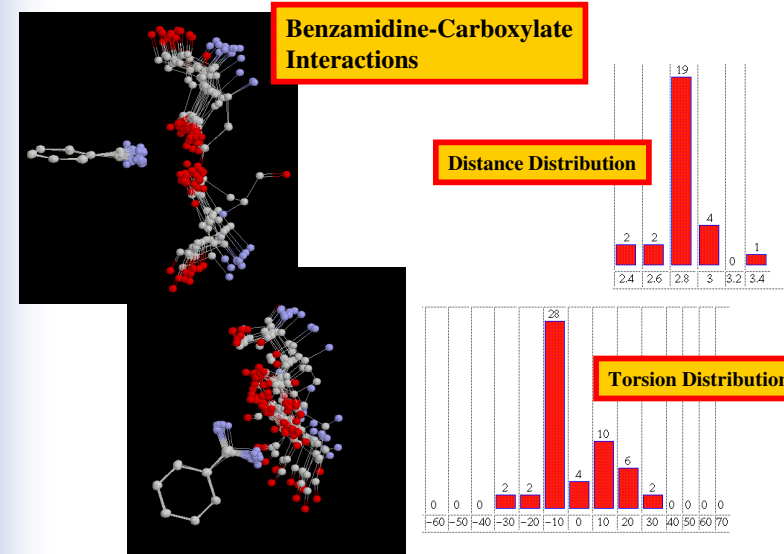 Benzamidine-Carboxylate
Interactions
Distance Distribution
19
4
2 2
0
1
2.4 2.6 2.8 3 3.2 3.4
Torsion Distribution
28
10
6
4
2 2
2
0 0 0
0 0 0 0
−60 −50 −40 −30 −20 −10 0 10 20 30 40 50 60 70